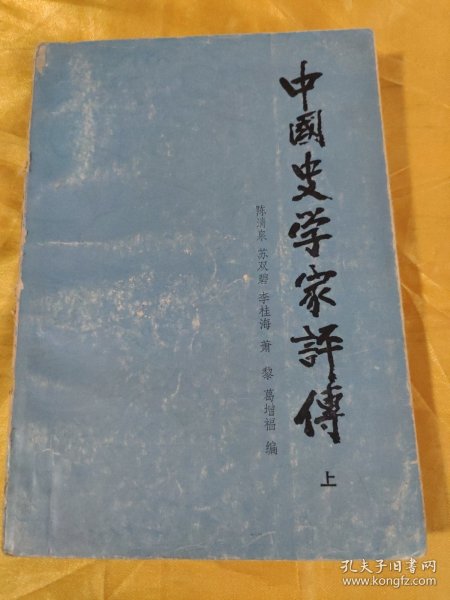 中國史学家評傳
上
陈清泉 苏双碧 李桂海 萧黎 葛增福 编
孔夫子旧书网
www.kongfz.com